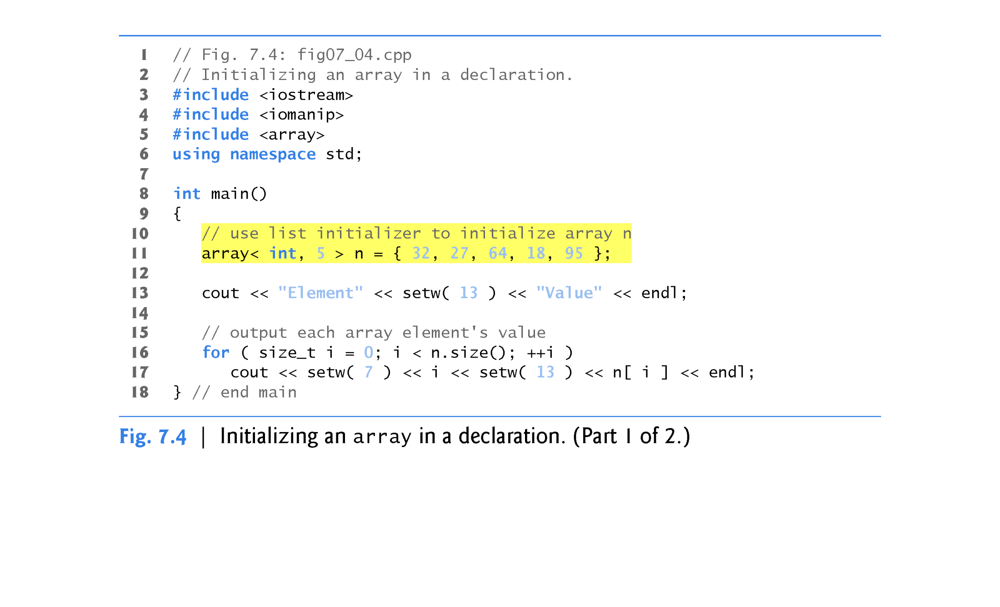 1 // Fig. 7.4: fig07_04.cpp
2 // Initializing an array in a declaration.
3 #include <iostream>
4 #include <iomanip>
5 #include <array>
6 using namespace std;
7
8 int main()
9 {
10    // use list initializer to initialize array n
11    array< int, 5 > n = { 32, 27, 64, 18, 95 };
12
13    cout << "Element" << setw( 13 ) << "Value" << endl;
14
15    // output each array element's value
16    for ( size_t i = 0; i < n.size(); ++i )
17       cout << setw( 7 ) << i << setw( 13 ) << n[ i ] << endl;
18 } // end main
Fig. 7.4 | Initializing an array in a declaration. (Part 1 of 2.)